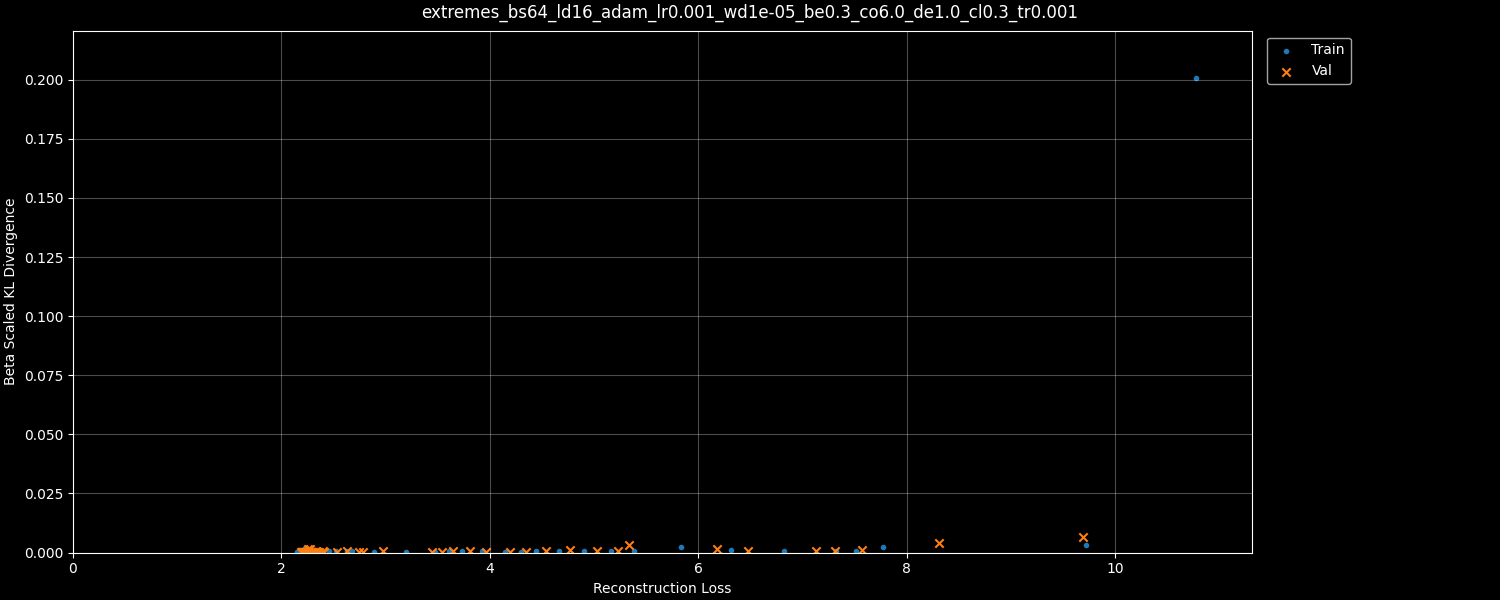 extremes_bs64_ld16_adam_lr0.001_wd1e-05_be0.3_co6.0_de1.0_cl0.3_tr0.001
Train
Val
0.200
0.175
0.150
0.125
0.100
0.075
0.050
0.025
0.000
Beta Scaled KL Divergence
0 2 4 6 8 10
Reconstruction Loss